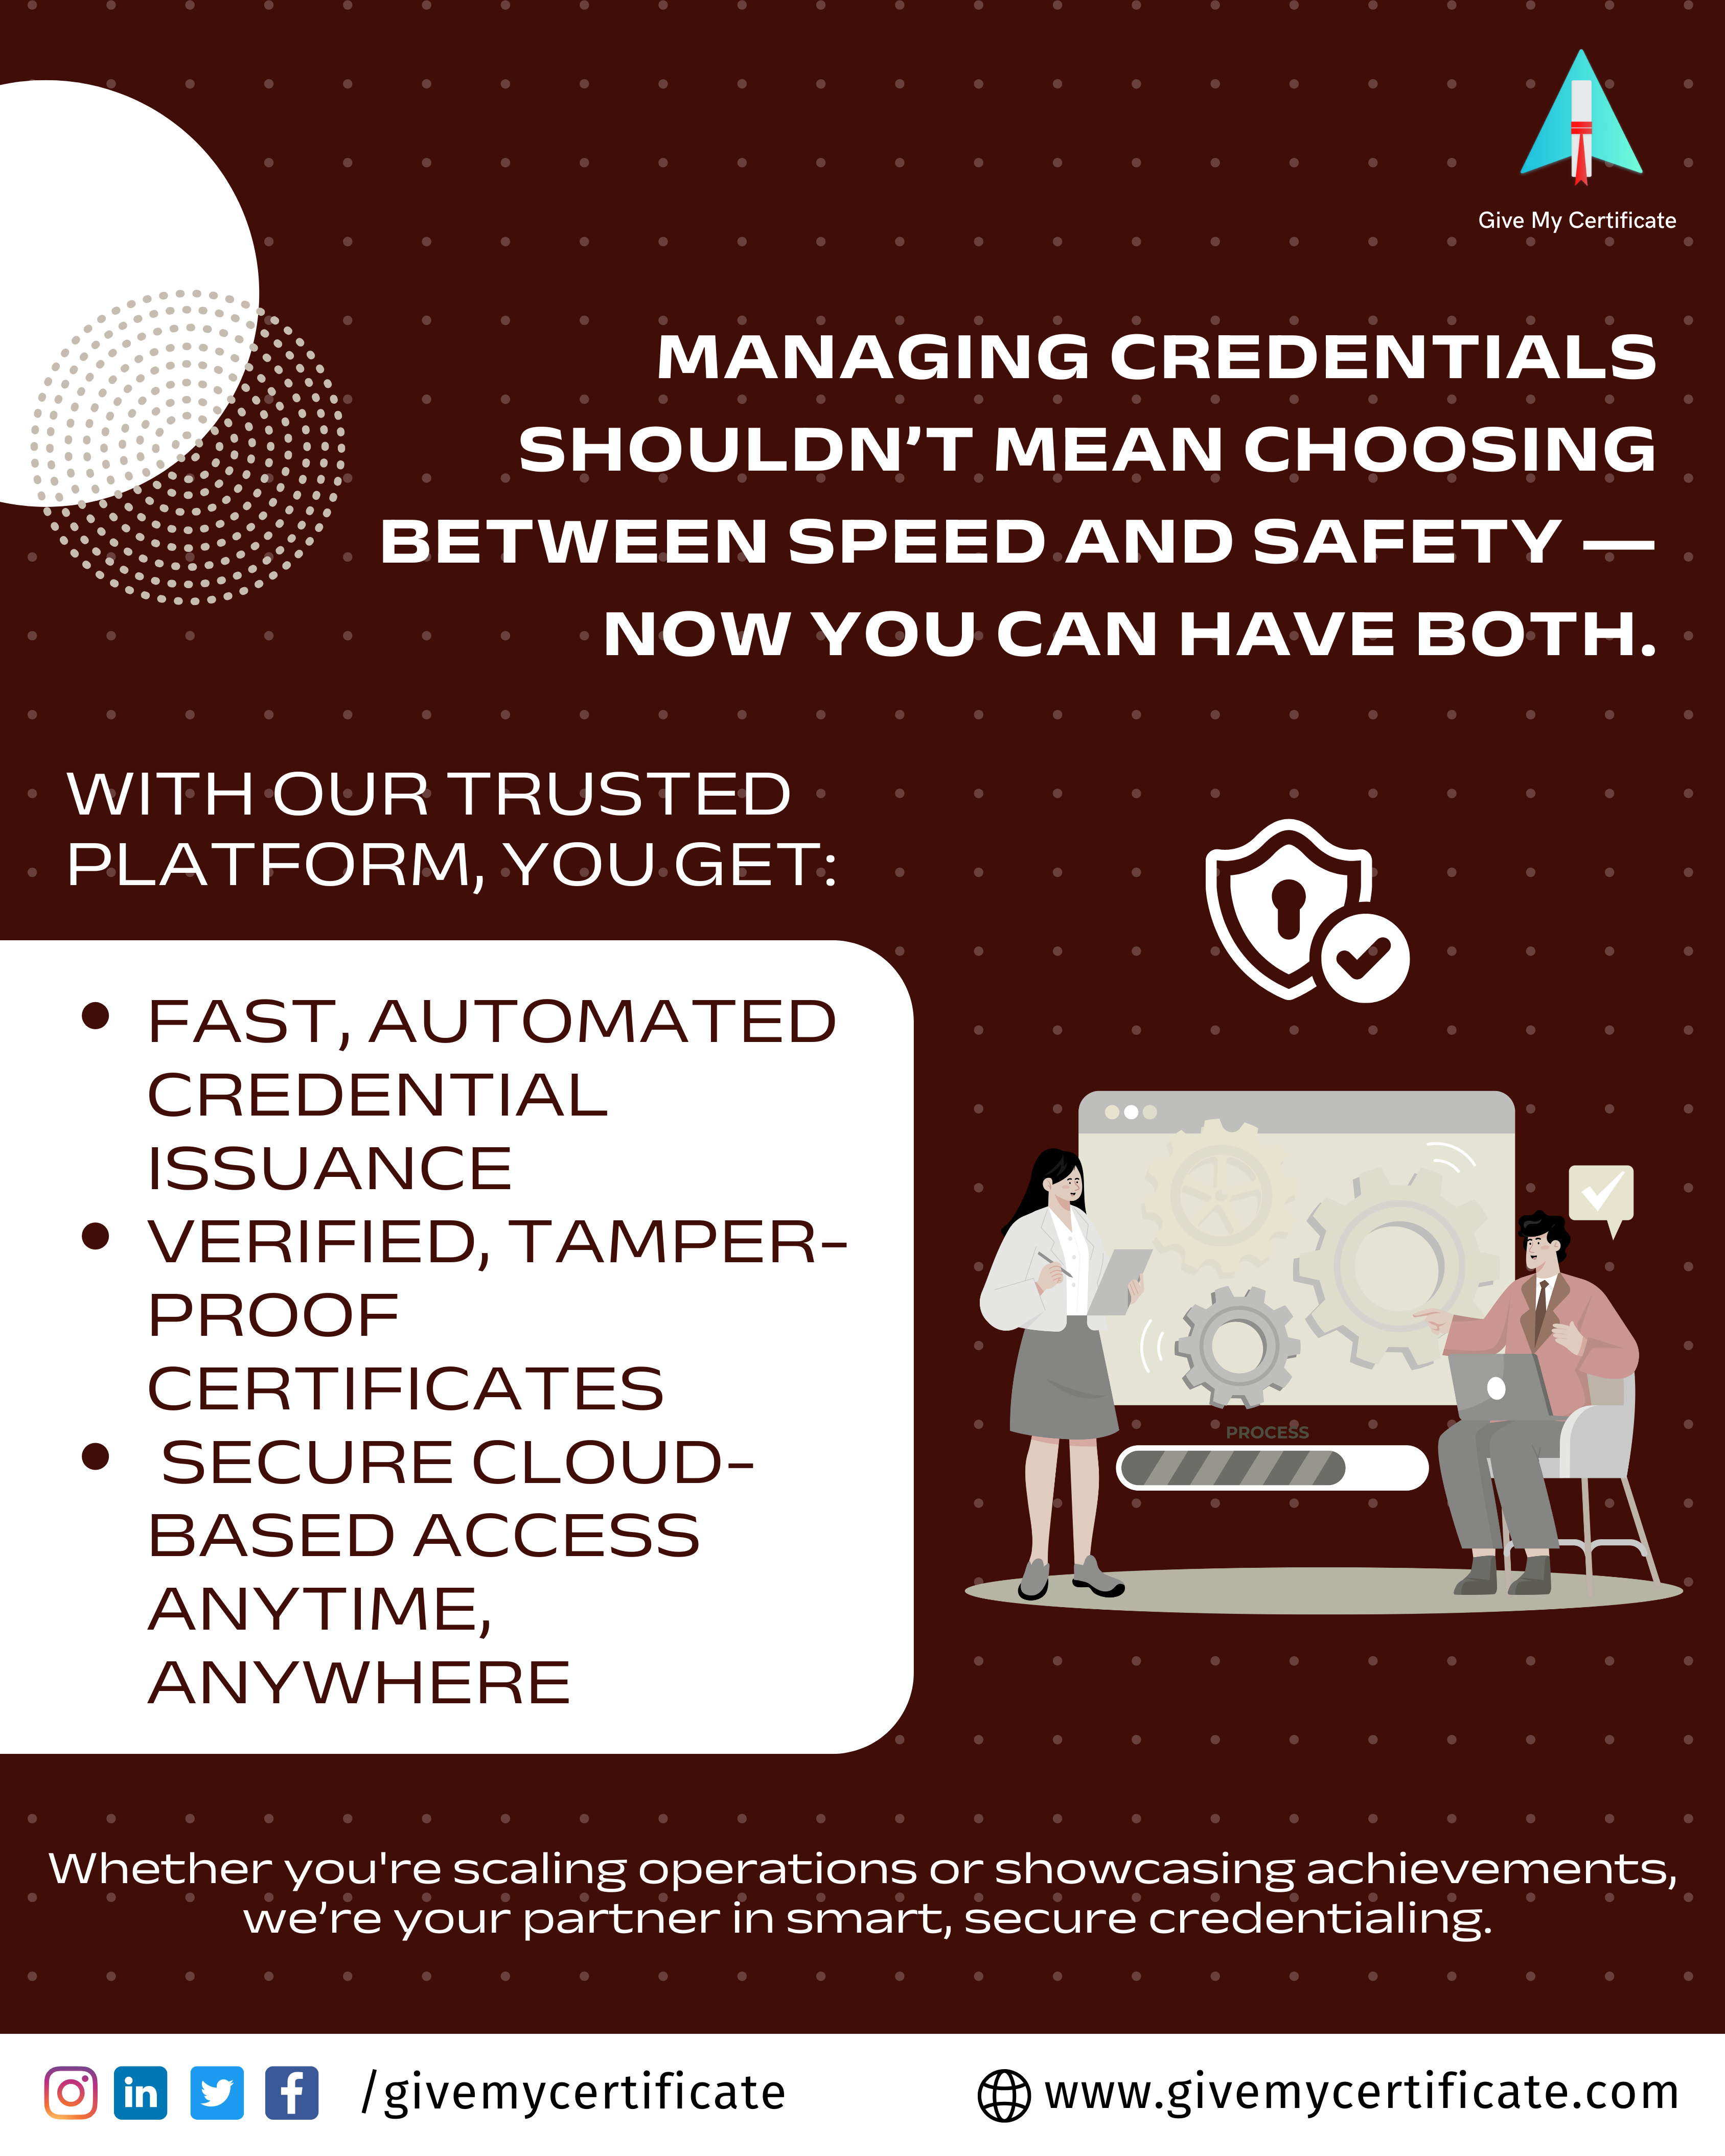 Give My Certificate
MANAGING CREDENTIALS
SHOULDN’T MEAN CHOOSING
BETWEEN SPEED AND SAFETY —
NOW YOU CAN HAVE BOTH.
WITH OUR TRUSTED
PLATFORM, YOU GET:
• FAST, AUTOMATED
CREDENTIAL
ISSUANCE
• VERIFIED, TAMPER-
PROOF
CERTIFICATES
• SECURE CLOUD-
BASED ACCESS
ANYTIME,
ANYWHERE
PROCESS
Whether you're scaling operations or showcasing achievements,
we’re your partner in smart, secure credentialing.
/givemycertificate
www.givemycertificate.com